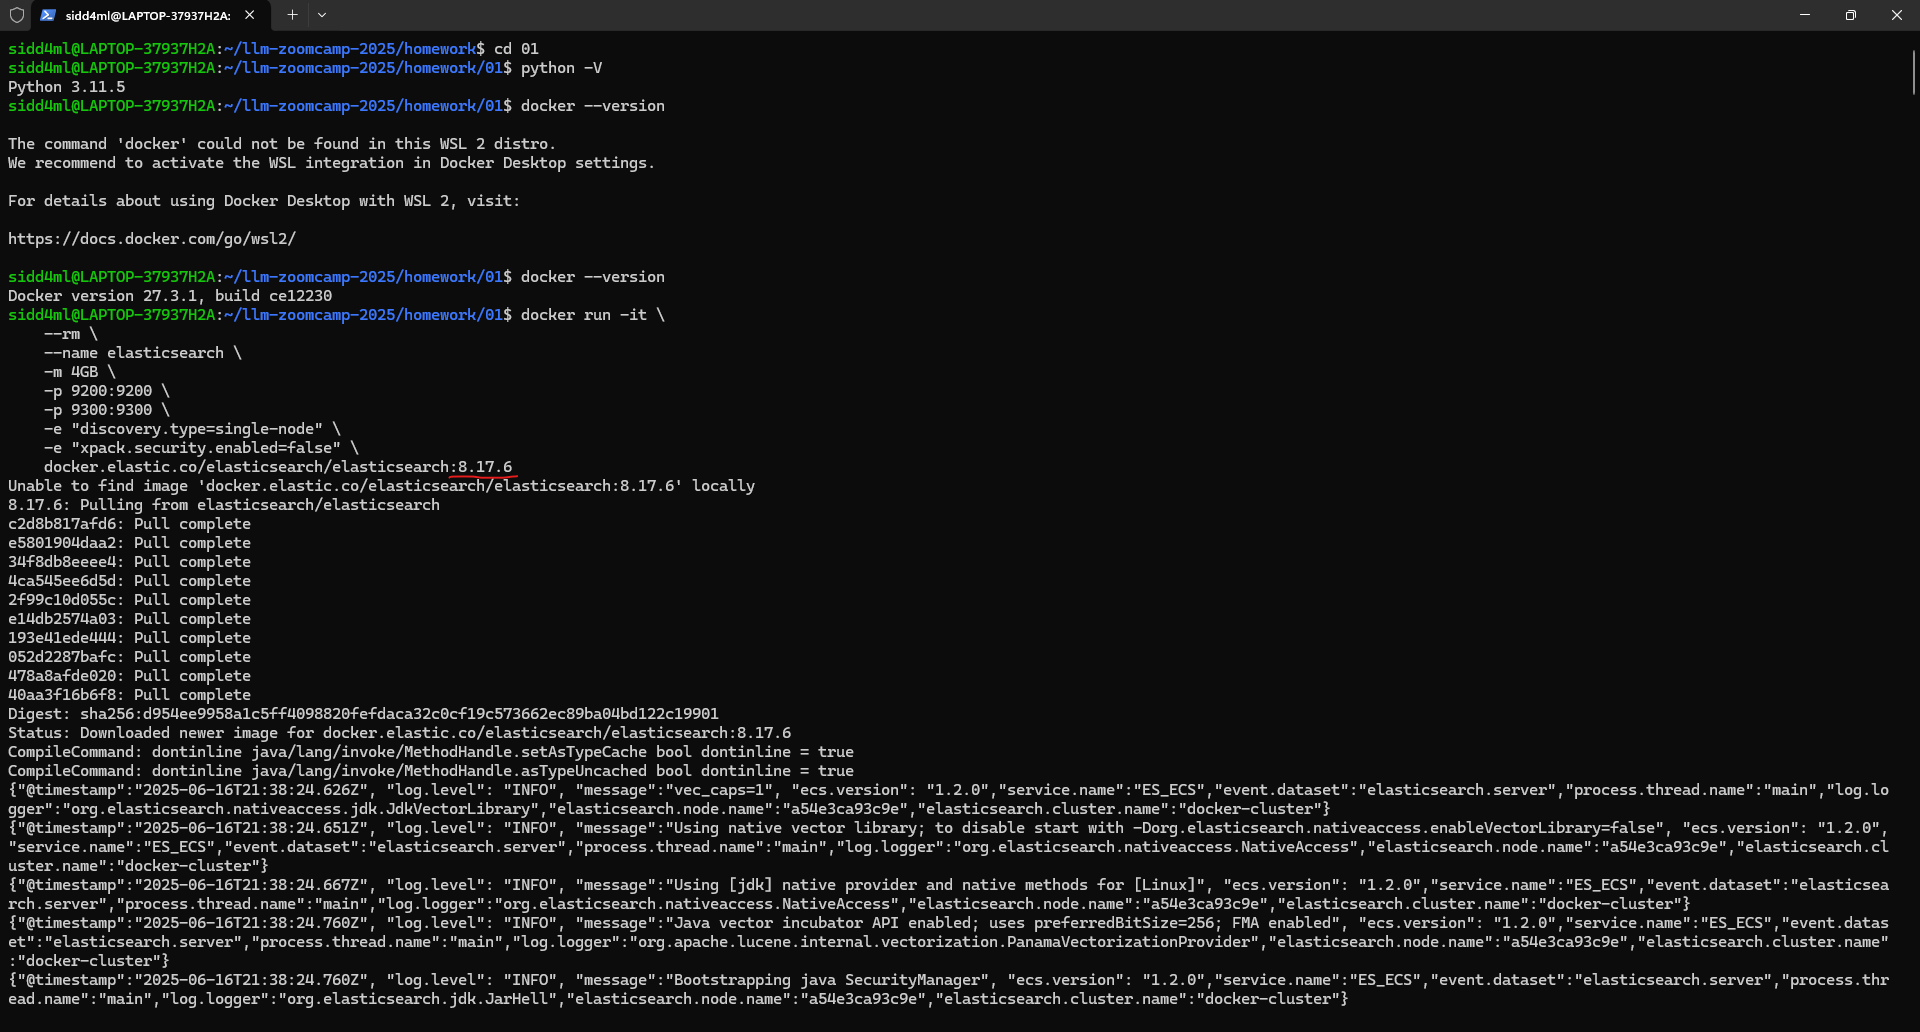 sidd4ml@LAPTOP-37937H2A:
sidd4ml@LAPTOP-37937H2A:~/llm-zoomcamp-2025/homework$ cd 01
sidd4ml@LAPTOP-37937H2A:~/llm-zoomcamp-2025/homework/01$ python -V
Python 3.11.5
sidd4ml@LAPTOP-37937H2A:~/llm-zoomcamp-2025/homework/01$ docker --version
The command 'docker' could not be found in this WSL 2 distro.
We recommend to activate the WSL integration in Docker Desktop settings.
For details about using Docker Desktop with WSL 2, visit:
https://docs.docker.com/go/wsl2/
sidd4ml@LAPTOP-37937H2A:~/llm-zoomcamp-2025/homework/01$ docker --version
Docker version 27.3.1, build ce12230
sidd4ml@LAPTOP-37937H2A:~/llm-zoomcamp-2025/homework/01$ docker run -it \
    --rm \
    --name elasticsearch \
    -m 4GB \
    -p 9200:9200 \
    -p 9300:9300 \
    -e "discovery.type=single-node" \
    -e "xpack.security.enabled=false" \
    docker.elastic.co/elasticsearch/elasticsearch:8.17.6
Unable to find image 'docker.elastic.co/elasticsearch/elasticsearch:8.17.6' locally
8.17.6: Pulling from elasticsearch/elasticsearch
c2d8b817afd6: Pull complete
e5801904daa2: Pull complete
34f8db8eeee4: Pull complete
4ca545ee6d5d: Pull complete
2f99c10d055c: Pull complete
e14db2574a03: Pull complete
193e41ede444: Pull complete
052d2287bafc: Pull complete
478a8afde020: Pull complete
40aa3f16b6f8: Pull complete
Digest: sha256:d954ee9958a1c5ff4098820fefdaca32c0cf19c573662ec89ba04bd122c19901
Status: Downloaded newer image for docker.elastic.co/elasticsearch/elasticsearch:8.17.6
CompileCommand: dontinline java/lang/invoke/MethodHandle.setAsTypeCache bool dontinline = true
CompileCommand: dontinline java/lang/invoke/MethodHandle.asTypeUncached bool dontinline = true
{"@timestamp":"2025-06-16T21:38:24.626Z", "log.level": "INFO", "message":"vec_caps=1", "ecs.version": "1.2.0","service.name":"ES_ECS","event.dataset":"elasticsearch.server","process.thread.name":"main","log.lo
gger":"org.elasticsearch.nativeaccess.jdk.JdkVectorLibrary","elasticsearch.node.name":"a54e3ca93c9e","elasticsearch.cluster.name":"docker-cluster"}
{"@timestamp":"2025-06-16T21:38:24.651Z", "log.level": "INFO", "message":"Using native vector library; to disable start with -Dorg.elasticsearch.nativeaccess.enableVectorLibrary=false", "ecs.version": "1.2.0",
"service.name":"ES_ECS","event.dataset":"elasticsearch.server","process.thread.name":"main","log.logger":"org.elasticsearch.nativeaccess.NativeAccess","elasticsearch.node.name":"a54e3ca93c9e","elasticsearch.cl
uster.name":"docker-cluster"}
{"@timestamp":"2025-06-16T21:38:24.667Z", "log.level": "INFO", "message":"Using [jdk] native provider and native methods for [Linux]", "ecs.version": "1.2.0","service.name":"ES_ECS","event.dataset":"elasticsea
rch.server","process.thread.name":"main","log.logger":"org.elasticsearch.nativeaccess.NativeAccess","elasticsearch.node.name":"a54e3ca93c9e","elasticsearch.cluster.name":"docker-cluster"}
{"@timestamp":"2025-06-16T21:38:24.760Z", "log.level": "INFO", "message":"Java vector incubator API enabled; uses preferredBitSize=256; FMA enabled", "ecs.version": "1.2.0","service.name":"ES_ECS","event.datas
et":"elasticsearch.server","process.thread.name":"main","log.logger":"org.apache.lucene.internal.vectorization.PanamaVectorizationProvider","elasticsearch.node.name":"a54e3ca93c9e","elasticsearch.cluster.name"
:"docker-cluster"}
{"@timestamp":"2025-06-16T21:38:24.760Z", "log.level": "INFO", "message":"Bootstrapping java SecurityManager", "ecs.version": "1.2.0","service.name":"ES_ECS","event.dataset":"elasticsearch.server","process.thr
ead.name":"main","log.logger":"org.elasticsearch.jdk.JarHell","elasticsearch.node.name":"a54e3ca93c9e","elasticsearch.cluster.name":"docker-cluster"}